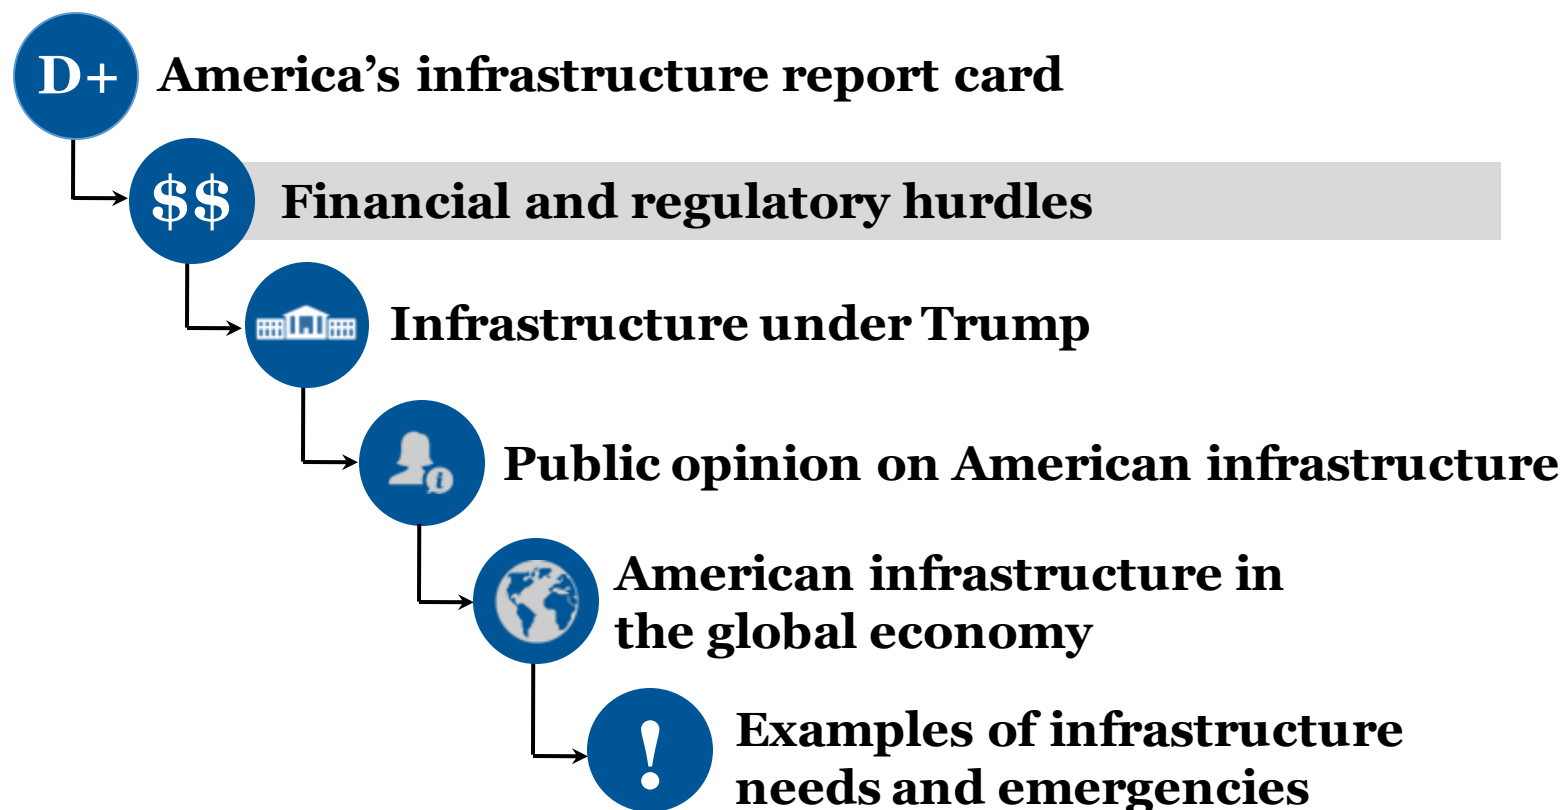 D+ America’s infrastructure report card
$$ Financial and regulatory hurdles
Infrastructure under Trump
Public opinion on American infrastructure
i
American infrastructure in
the global economy
! Examples of infrastructure
needs and emergencies